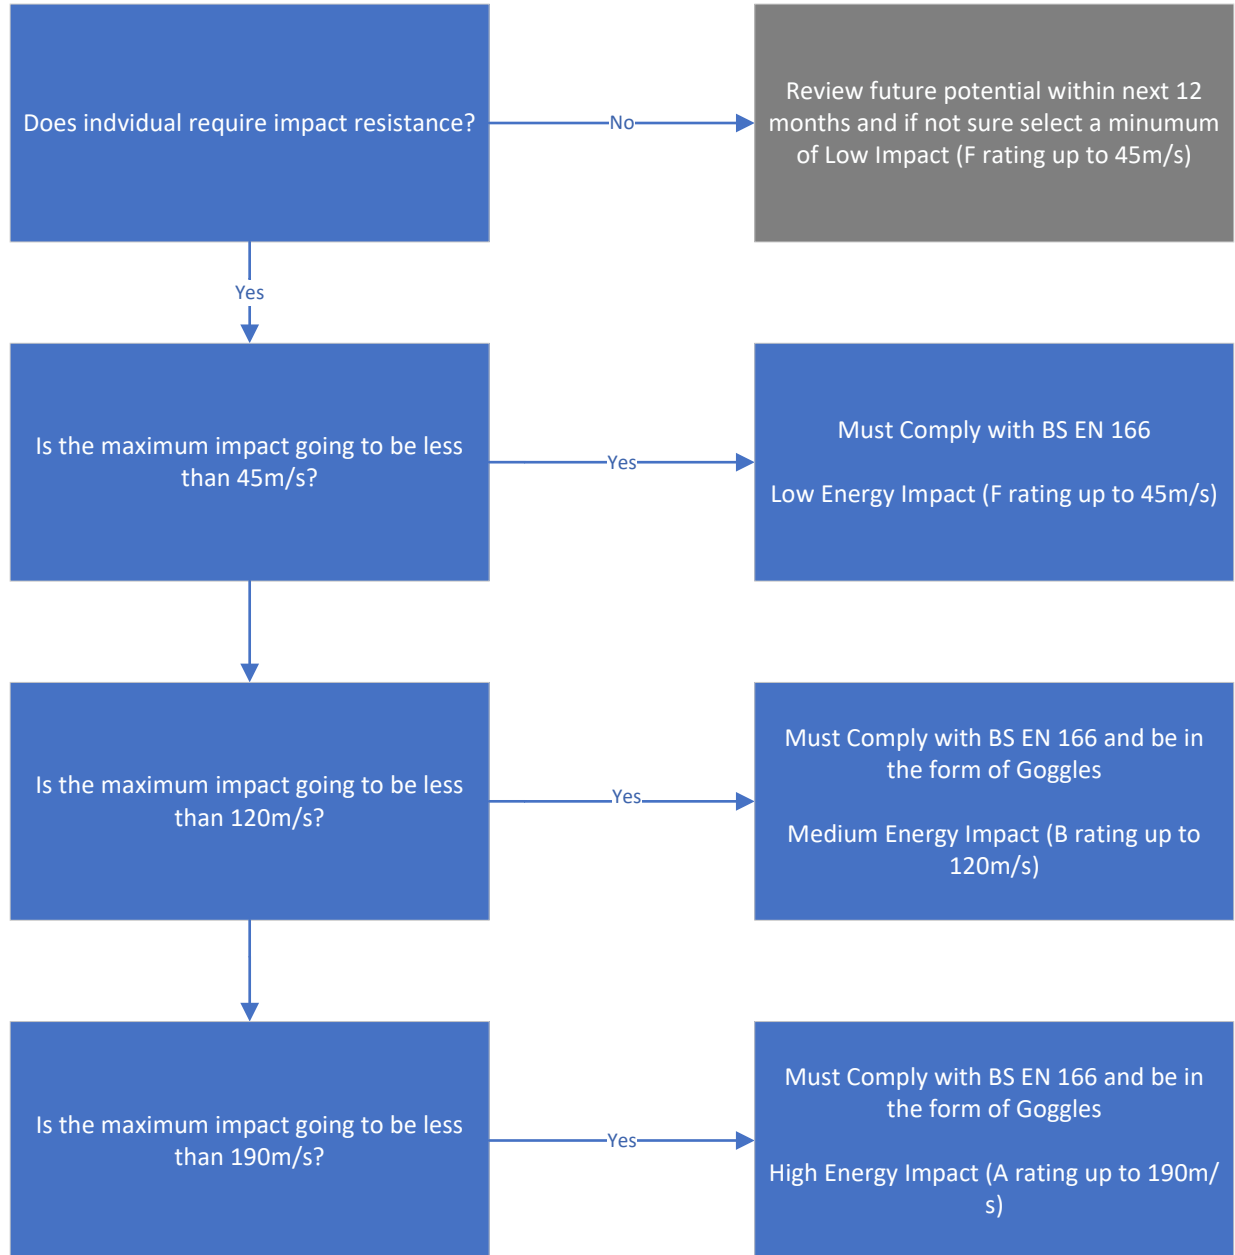 Does indvidual require impact resistance?
No
Review future potential within next 12
months and if not sure select a minumum
of Low Impact (F rating up to 45m/s)
Yes
Is the maximum impact going to be less
than 45m/s?
Yes
Must Comply with BS EN 166
Low Energy Impact (F rating up to 45m/s)
Is the maximum impact going to be less
than 120m/s?
Yes
Must Comply with BS EN 166 and be in
the form of Goggles
Medium Energy Impact (B rating up to
120m/s)
Is the maximum impact going to be less
than 190m/s?
Yes
Must Comply with BS EN 166 and be in
the form of Goggles
High Energy Impact (A rating up to 190m/
s)